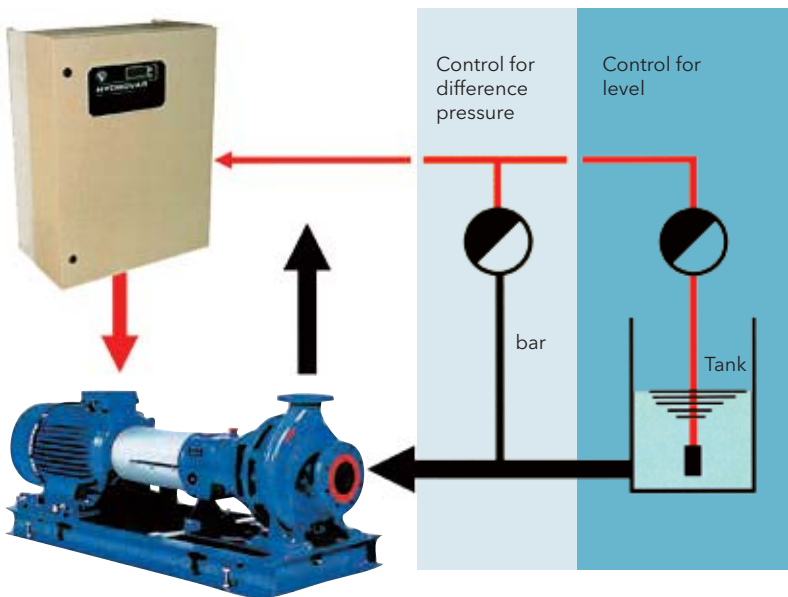 HYDROVAR
Control for
difference
pressure
Control for
level
bar
Tank